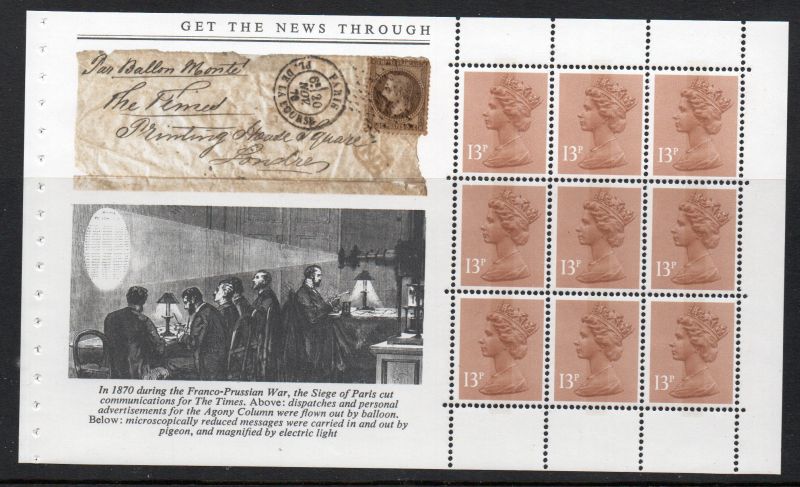 GET THE NEWS THROUGH
Par Ballon Monté
The Times
Printing House Square
Londres
PARIS
PL. DE LA BOURSE
In 1870 during the Franco-Prussian War, the Siege of Paris cut
communications for The Times. Above: dispatches and personal
advertisements for the Agony Column were flown out by balloon.
Below: microscopically reduced messages were carried in and out by
pigeon, and magnified by electric light
13P
13P
13P
13P
13P
13P
13P
13P
13P